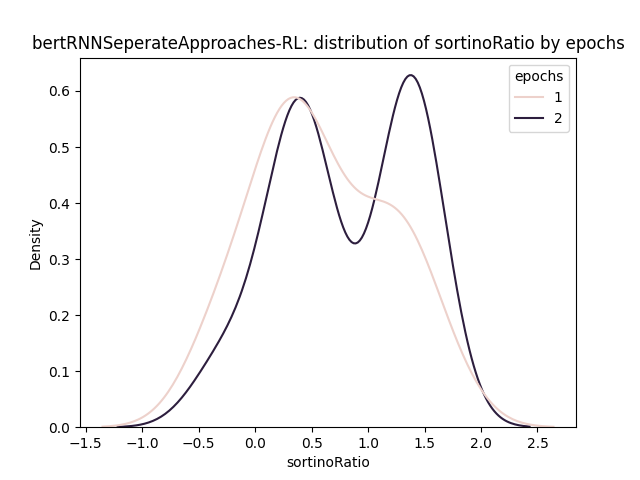 bertRNNSeperateApproaches-RL: distribution of sortinoRatio by epochs
epochs
1
2
0.6
0.5
0.4
0.3
0.2
0.1
0.0
Density
−1.5 −1.0 −0.5 0.0 0.5 1.0 1.5 2.0 2.5
sortinoRatio